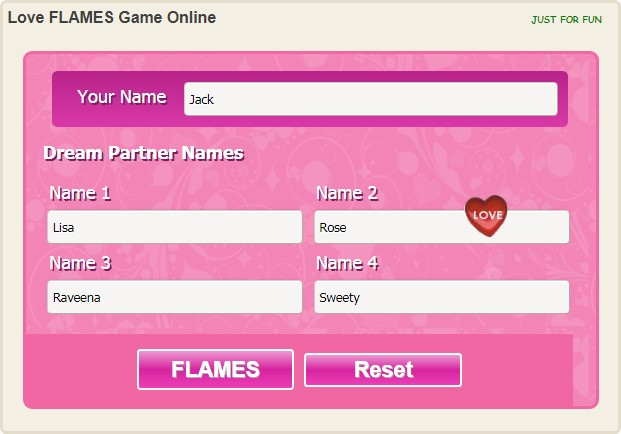 Love FLAMES Game Online
JUST FOR FUN
Your Name
Jack
Dream Partner Names
Name 1
Name 2
Lisa
Rose
LOVE
Name 3
Name 4
Raveena
Sweety
FLAMES
Reset